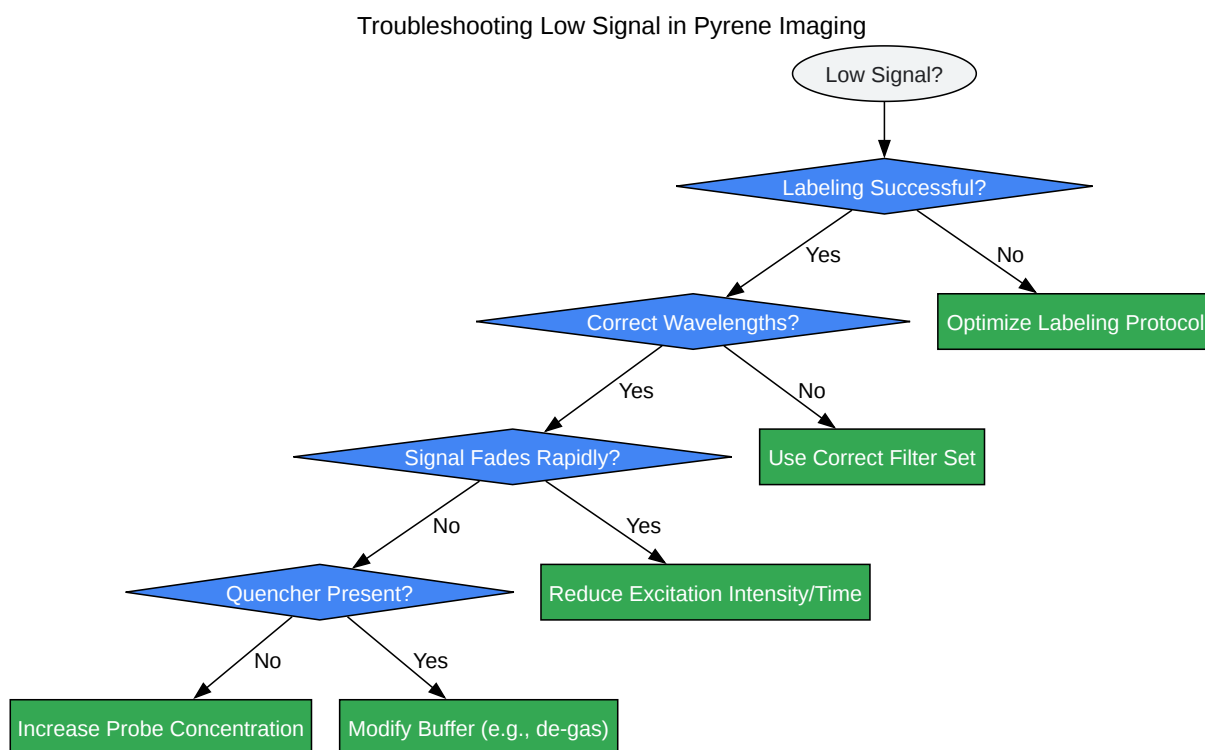 Troubleshooting Low Signal in Pyrene Imaging
Low Signal?
Labeling Successful?
Yes
No
Correct Wavelengths?
Optimize Labeling Protocol
Yes
No
Signal Fades Rapidly?
Use Correct Filter Set
No
Yes
Quencher Present?
Reduce Excitation Intensity/Time
No
Yes
Increase Probe Concentration
Modify Buffer (e.g., de-gas)